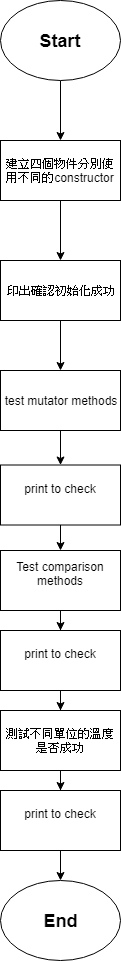 Start
建立四個物件分別使
用不同的constructor
印出確認初始化成功
test mutator methods
print to check
Test comparison
methods
print to check
測試不同單位的溫度
是否成功
print to check
End